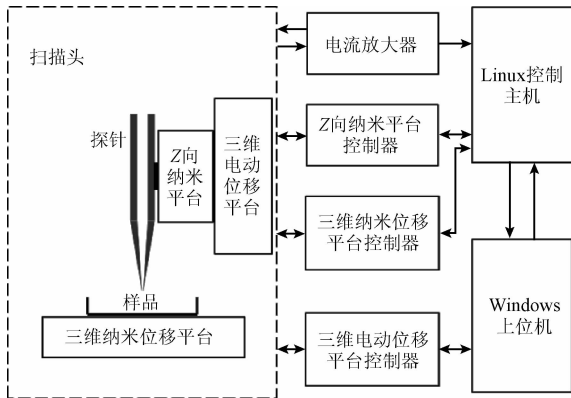 扫描头
探针
Z向
纳米
平台
三维
电动
位移
平台
样品
三维纳米位移平台
电流放大器
Z向纳米平台
控制器
三维纳米位移
平台控制器
三维电动位移
平台控制器
Linux控制
主机
Windows
上位机